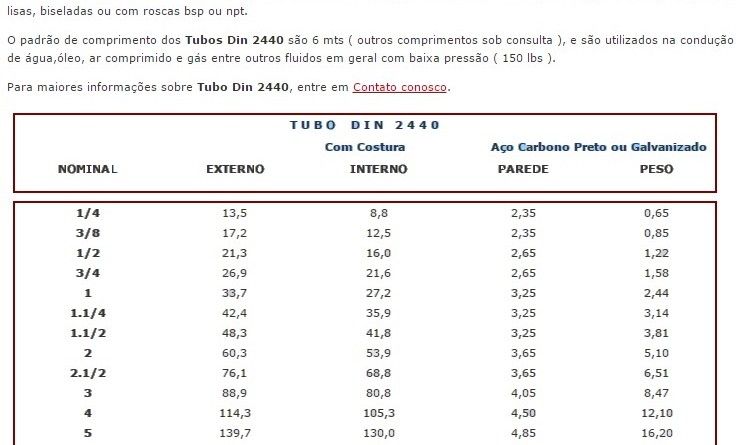 lisas, biseladas ou com roscas bsp ou npt.
O padrão de comprimento dos Tubos Din 2440 são 6 mts ( outros comprimentos sob consulta ), e são utilizados na condução
de água,óleo, ar comprimido e gás entre outros fluidos em geral com baixa pressão ( 150 lbs ).
Para maiores informações sobre Tubo Din 2440, entre em Contato conosco.
TUBO DIN 2440
Com Costura Aço Carbono Preto ou Galvanizado
NOMINAL EXTERNO INTERNO PAREDE PESO
1/4 13,5 8,8 2,35 0,65
3/8 17,2 12,5 2,35 0,85
1/2 21,3 16,0 2,65 1,22
3/4 26,9 21,6 2,65 1,58
1 33,7 27,2 3,25 2,44
1.1/4 42,4 35,9 3,25 3,14
1.1/2 48,3 41,8 3,25 3,81
2 60,3 53,9 3,65 5,10
2.1/2 76,1 68,8 3,65 6,51
3 88,9 80,8 4,05 8,47
4 114,3 105,3 4,50 12,10
5 139,7 130,0 4,85 16,20